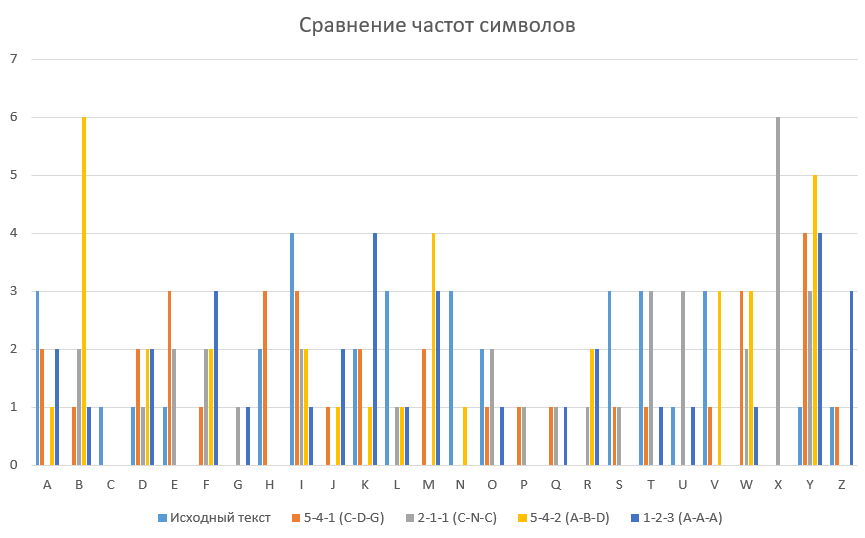 Сравнение частот символов
7
6
5
4
3
2
1
0
A B C D E F G H I J K L M N O P Q R S T U V W X Y Z
Исходный текст 5-4-1 (C-D-G) 2-1-1 (C-N-C) 5-4-2 (A-B-D) 1-2-3 (A-A-A)